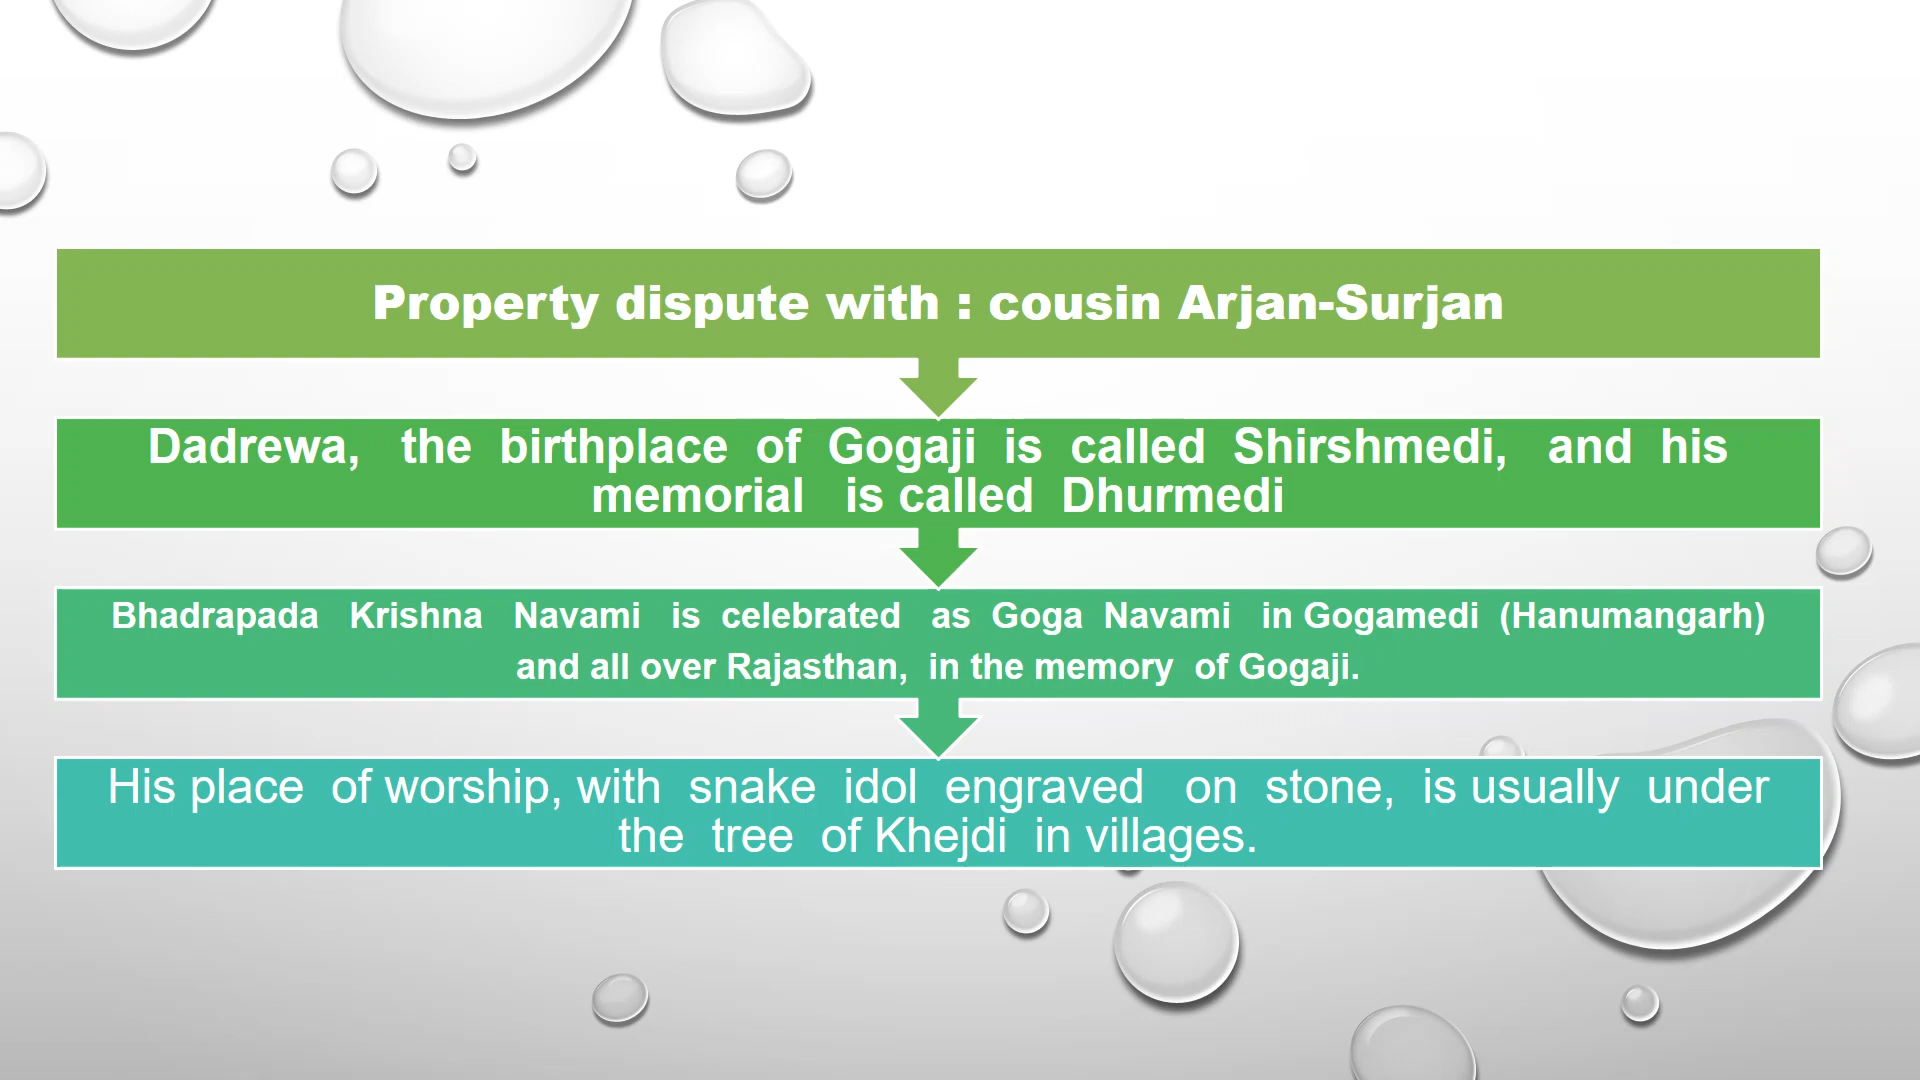 Property dispute with : cousin Arjan-Surjan
Dadrewa, the birthplace of Gogaji is called Shirshmedi, and his
memorial is called Dhurmedi
Bhadrapada Krishna Navami is celebrated as Goga Navami in Gogamedi (Hanumangarh)
and all over Rajasthan, in the memory of Gogaji.
His place of worship, with snake idol engraved on stone, is usually under
the tree of Khejdi in villages.